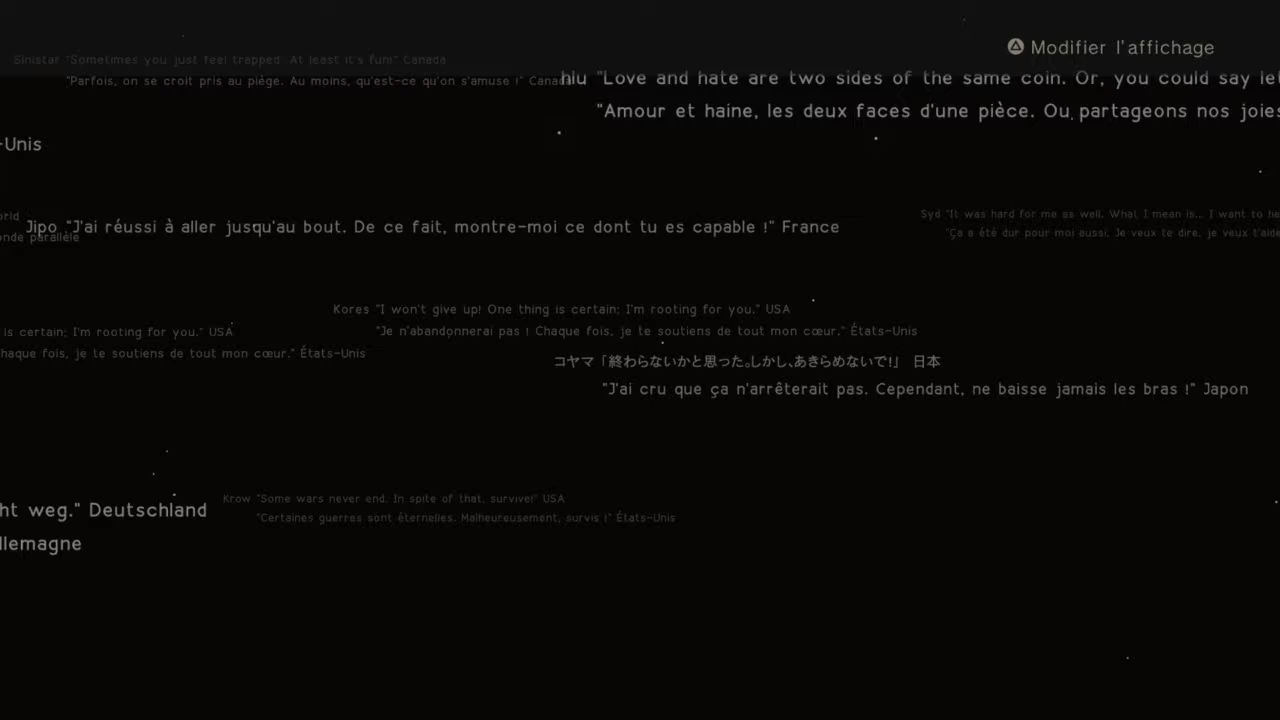 Modifier l'affichage
Sinistar "Sometimes you just feel trapped. At least it's fun!" Canada
"Parfois, on se croit pris au piège. Au moins, qu'est-ce qu'on s'amuse !" Canada
hlu "Love and hate are two sides of the same coin. Or, you could say let
"Amour et haine, les deux faces d'une pièce. Ou partageons nos joies
-Unis
orld
onde parallèle
Jipo "J'ai réussi à aller jusqu'au bout. De ce fait, montre-moi ce dont tu es capable !" France
Syd "It was hard for me as well. What I mean is... I want to he
"Ça a été dur pour moi aussi. Je veux te dire, je veux t'aide
Kores "I won't give up! One thing is certain; I'm rooting for you." USA
"Je n'abandonnerai pas ! Chaque fois, je te soutiens de tout mon cœur." États-Unis
is certain; I'm rooting for you." USA
haque fois, je te soutiens de tout mon cœur." États-Unis
コヤマ「終わらないかと思った。しかし、あきらめないで!」 日本
"J'ai cru que ça n'arrêterait pas. Cependant, ne baisse jamais les bras !" Japon
ht weg." Deutschland
llemagne
Krow "Some wars never end. In spite of that, survive!" USA
"Certaines guerres sont éternelles. Malheureusement, survis !" États-Unis